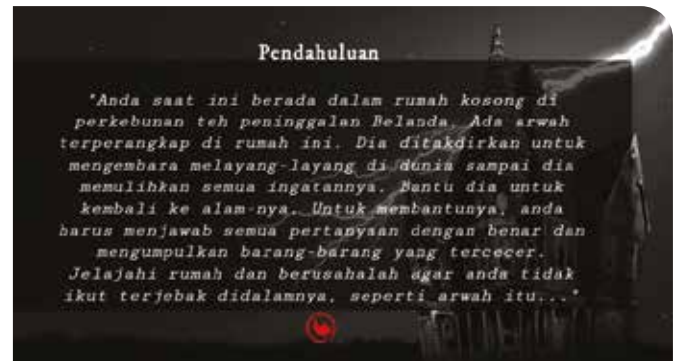 Pendahuluan
"Anda saat ini berada dalam rumah kosong di
perkebunan teh peninggalan Belanda. Ada arwah
terperangkap di rumah ini. Dia ditakdirkan untuk
mengembara melayang-layang di dunia sampai dia
memulihkan semua ingatannya. Bantu dia untuk
kembali ke alam-nya. Untuk membantunya, anda
harus menjawab semua pertanyaan dengan benar dan
mengumpulkan barang-barang yang tercecer.
Jelajahi rumah dan berusahalah agar anda tidak
ikut terjebak didalamnya, seperti arwah itu..."